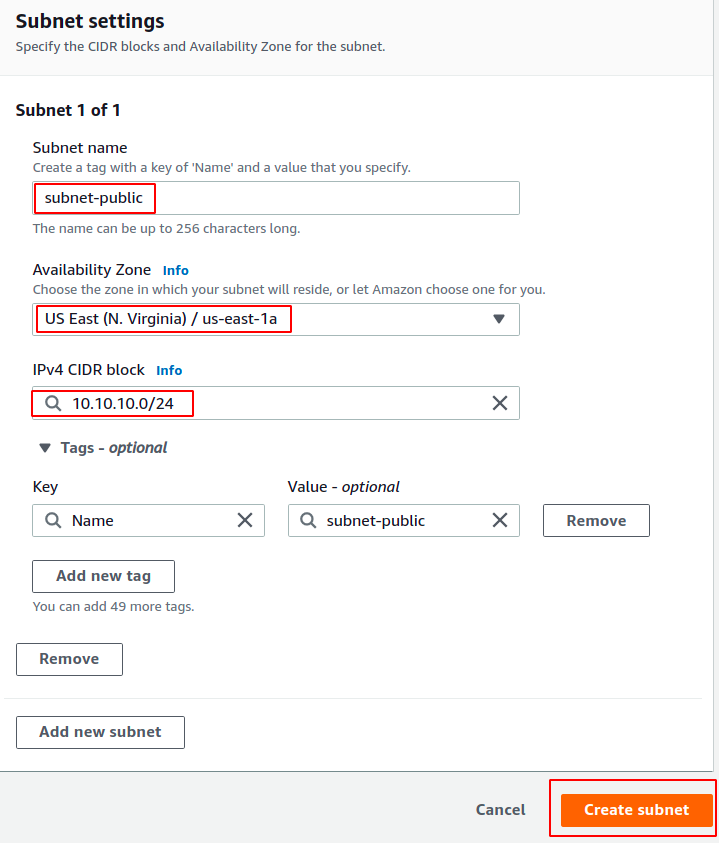 Subnet settings
Specify the CIDR blocks and Availability Zone for the subnet.
Subnet 1 of 1
Subnet name
Create a tag with a key of 'Name' and a value that you specify.
subnet-public
The name can be up to 256 characters long.
Availability Zone Info
Choose the zone in which your subnet will reside, or let Amazon choose one for you.
US East (N. Virginia) / us-east-1a
IPv4 CIDR block Info
10.10.10.0/24
Tags - optional
Key Value - optional
Name subnet-public Remove
Add new tag
You can add 49 more tags.
Remove
Add new subnet
Cancel Create subnet